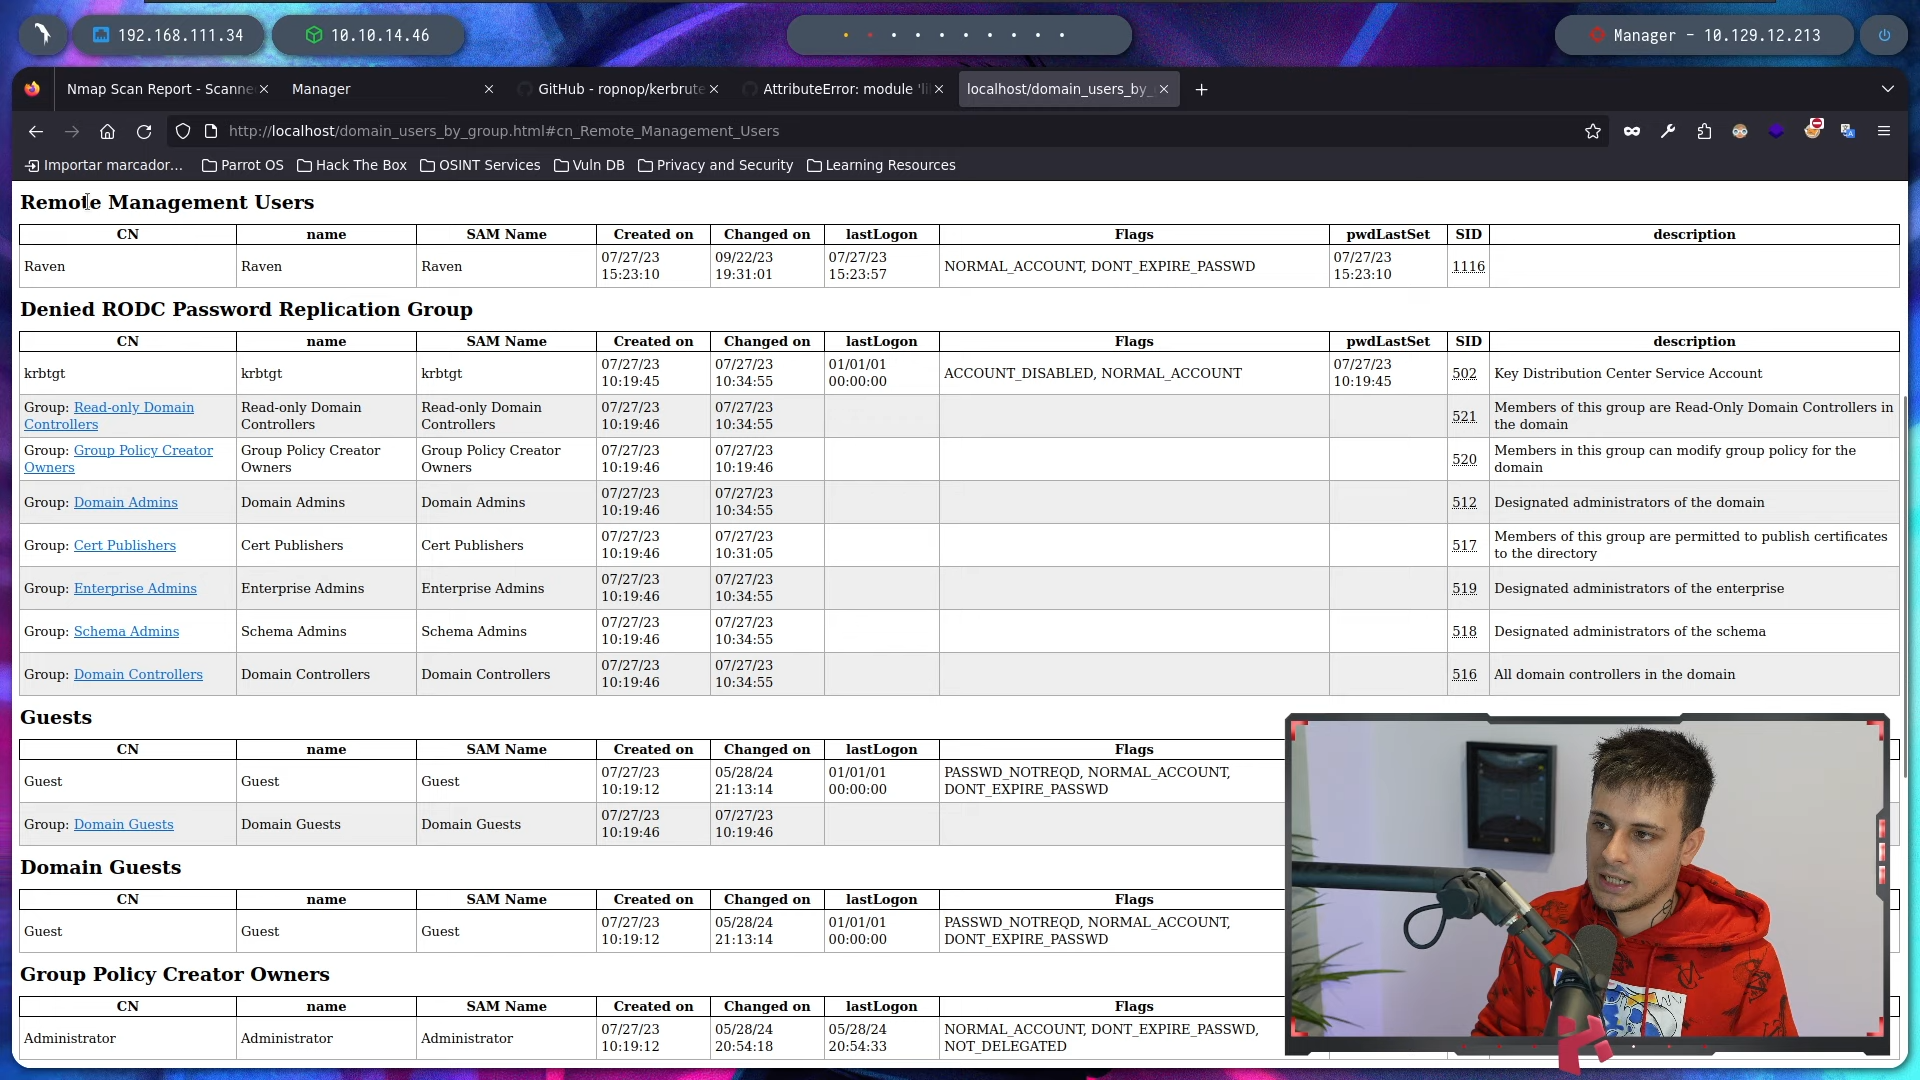 192.168.111.34
10.10.14.46
Manager - 10.129.12.213
Nmap Scan Report - Scanne
Manager
GitHub - ropnop/kerbrute
AttributeError: module 'li
localhost/domain_users_by_
http://localhost/domain_users_by_group.html#cn_Remote_Management_Users
Importar marcador...
Parrot OS
Hack The Box
OSINT Services
Vuln DB
Privacy and Security
Learning Resources
Remote Management Users
CN name SAM Name Created on Changed on lastLogon Flags pwdLastSet SID description
Raven Raven Raven 07/27/23 15:23:10 09/22/23 19:31:01 07/27/23 15:23:57 NORMAL_ACCOUNT, DONT_EXPIRE_PASSWD 07/27/23 15:23:10 1116
Denied RODC Password Replication Group
CN name SAM Name Created on Changed on lastLogon Flags pwdLastSet SID description
krbtgt krbtgt krbtgt 07/27/23 10:19:45 07/27/23 10:34:55 01/01/01 00:00:00 ACCOUNT_DISABLED, NORMAL_ACCOUNT 07/27/23 10:19:45 502 Key Distribution Center Service Account
Group: Read-only Domain Controllers Read-only Domain Controllers Read-only Domain Controllers 07/27/23 10:19:46 07/27/23 10:34:55 521 Members of this group are Read-Only Domain Controllers in the domain
Group: Group Policy Creator Owners Group Policy Creator Owners Group Policy Creator Owners 07/27/23 10:19:46 07/27/23 10:19:46 520 Members in this group can modify group policy for the domain
Group: Domain Admins Domain Admins Domain Admins 07/27/23 10:19:46 07/27/23 10:34:55 512 Designated administrators of the domain
Group: Cert Publishers Cert Publishers Cert Publishers 07/27/23 10:19:46 07/27/23 10:31:05 517 Members of this group are permitted to publish certificates to the directory
Group: Enterprise Admins Enterprise Admins Enterprise Admins 07/27/23 10:19:46 07/27/23 10:34:55 519 Designated administrators of the enterprise
Group: Schema Admins Schema Admins Schema Admins 07/27/23 10:19:46 07/27/23 10:34:55 518 Designated administrators of the schema
Group: Domain Controllers Domain Controllers Domain Controllers 07/27/23 10:19:46 07/27/23 10:34:55 516 All domain controllers in the domain
Guests
CN name SAM Name Created on Changed on lastLogon Flags
Guest Guest Guest 07/27/23 10:19:12 05/28/24 21:13:14 01/01/01 00:00:00 PASSWD_NOTREQD, NORMAL_ACCOUNT, DONT_EXPIRE_PASSWD
Group: Domain Guests Domain Guests Domain Guests 07/27/23 10:19:46 07/27/23 10:19:46
Domain Guests
CN name SAM Name Created on Changed on lastLogon Flags
Guest Guest Guest 07/27/23 10:19:12 05/28/24 21:13:14 01/01/01 00:00:00 PASSWD_NOTREQD, NORMAL_ACCOUNT, DONT_EXPIRE_PASSWD
Group Policy Creator Owners
CN name SAM Name Created on Changed on lastLogon Flags
Administrator Administrator Administrator 07/27/23 10:19:12 05/28/24 20:54:18 05/28/24 20:54:33 NORMAL_ACCOUNT, DONT_EXPIRE_PASSWD, NOT_DELEGATED